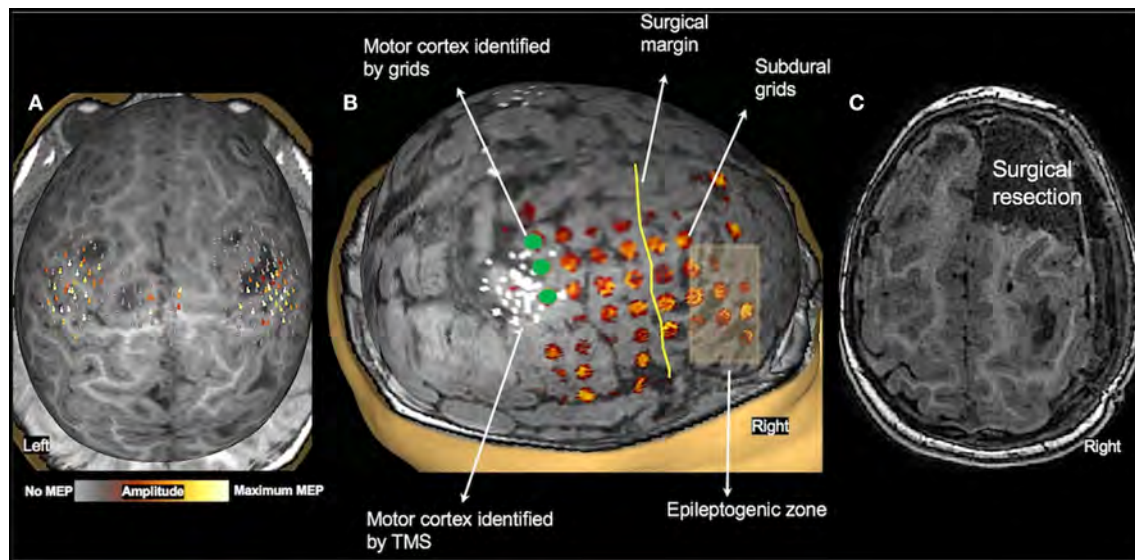 A
Left
No MEP
Amplitude
Maximum MEP
B
Motor cortex identified
by grids
Surgical
margin
Subdural
grids
Right
Motor cortex identified
by TMS
Epileptogenic zone
C
Surgical
resection
Right